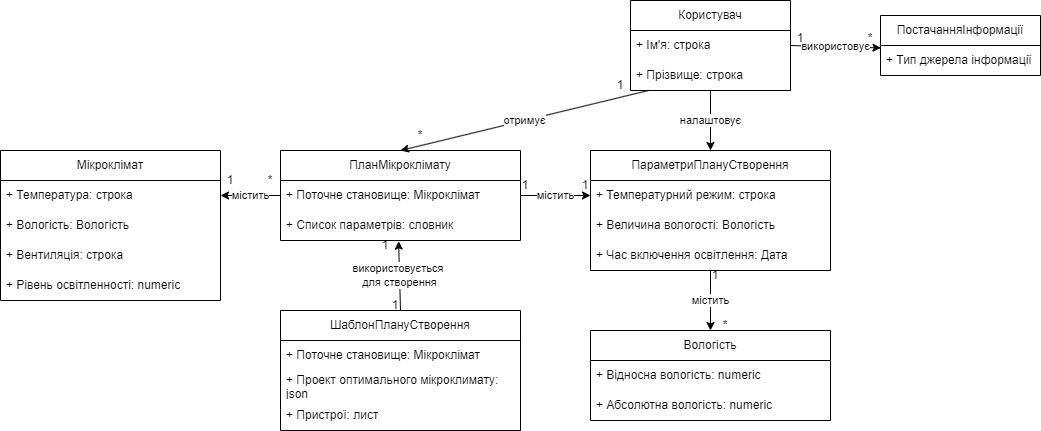 Користувач
+ Ім'я: строка
+ Прізвище: строка
1
використовує
*
ПостачанняІнформації
+ Тип джерела інформації
1
отримує
*
налаштовує
Мікроклімат
+ Температура: строка
+ Вологість: Вологість
+ Вентиляція: строка
+ Рівень освітленності: numeric
1
містить
*
ПланМікроклімату
+ Поточне становище: Мікроклімат
+ Список параметрів: словник
1
містить
1
ПараметриПлануСтворення
+ Температурний режим: строка
+ Величина вологості: Вологість
+ Час включення освітлення: Дата
1
використовується
для створення
1
1
містить
*
ШаблонПлануСтворення
+ Поточне становище: Мікроклімат
+ Проект оптимального мікроклимату:
json
+ Пристрої: лист
Вологість
+ Відносна вологість: numeric
+ Абсолютна вологість: numeric